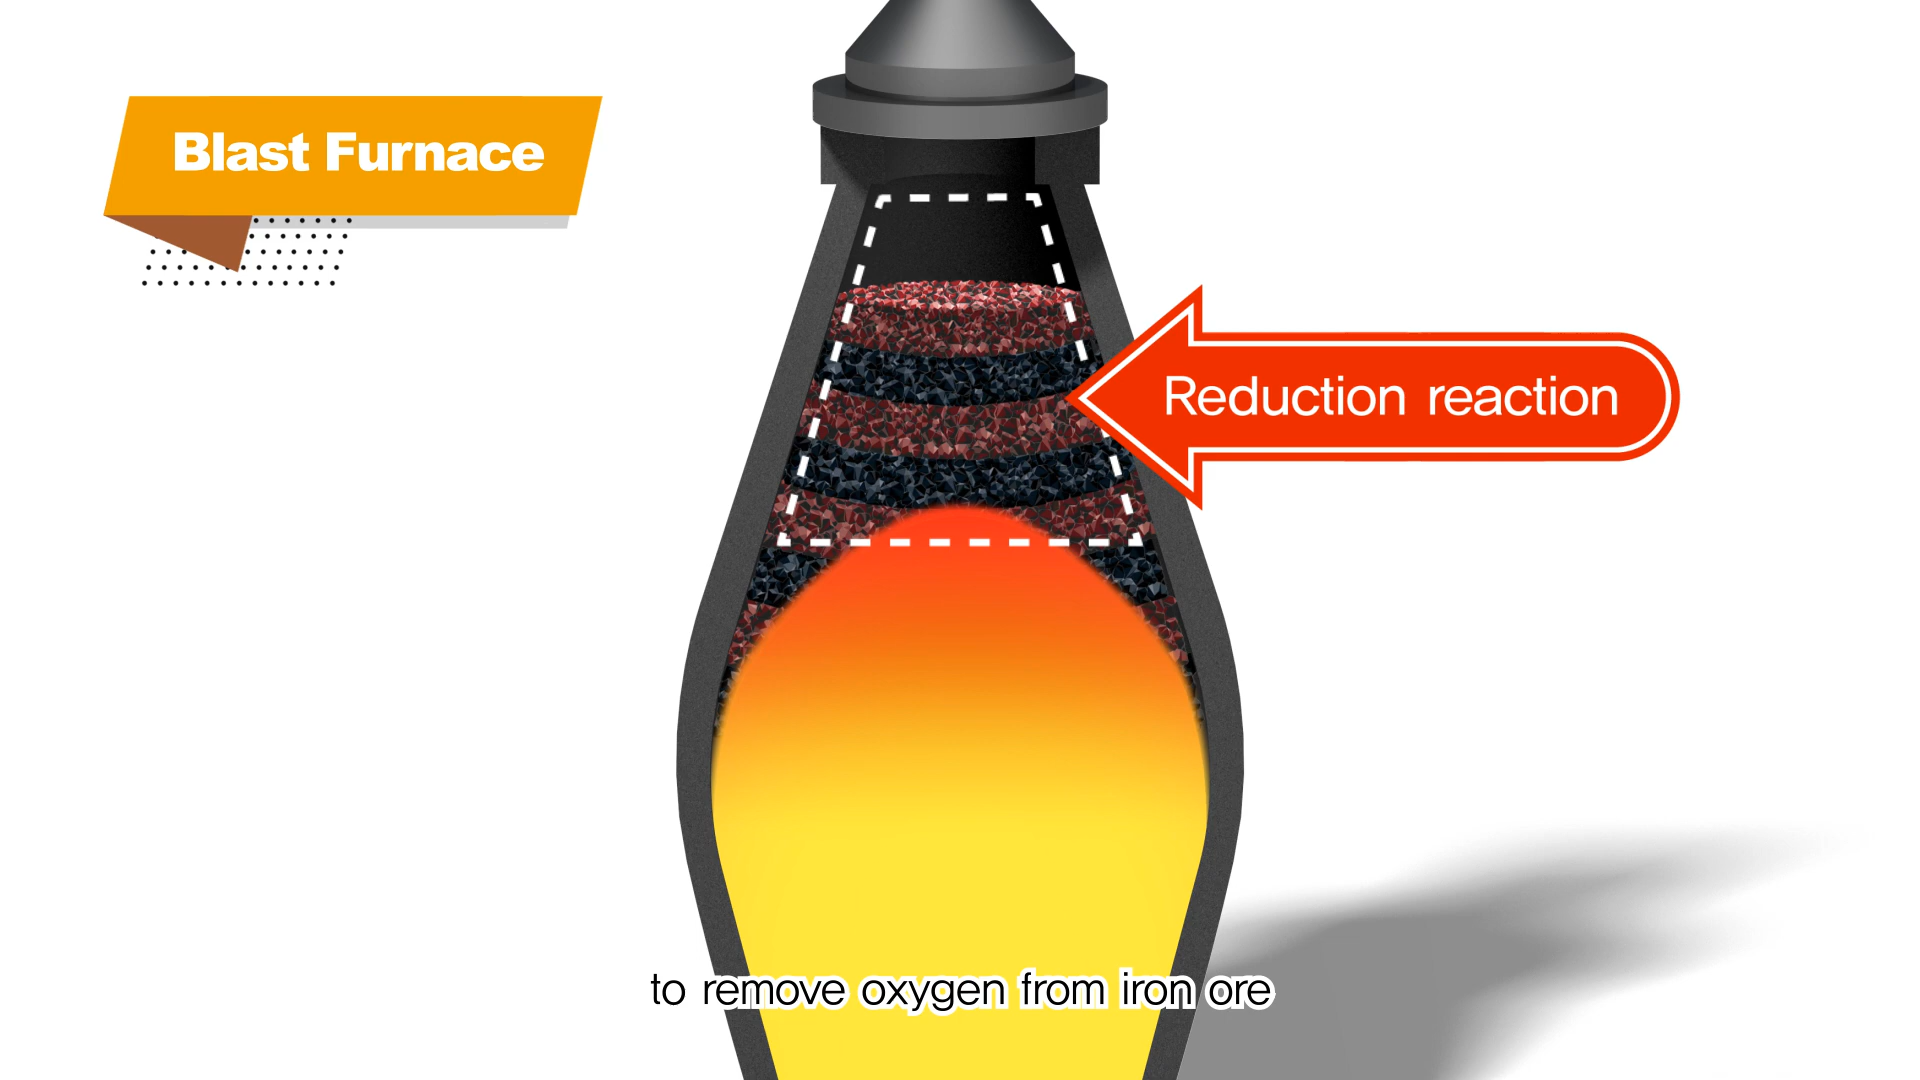 Blast Furnace
Reduction reaction
to remove oxygen from iron ore